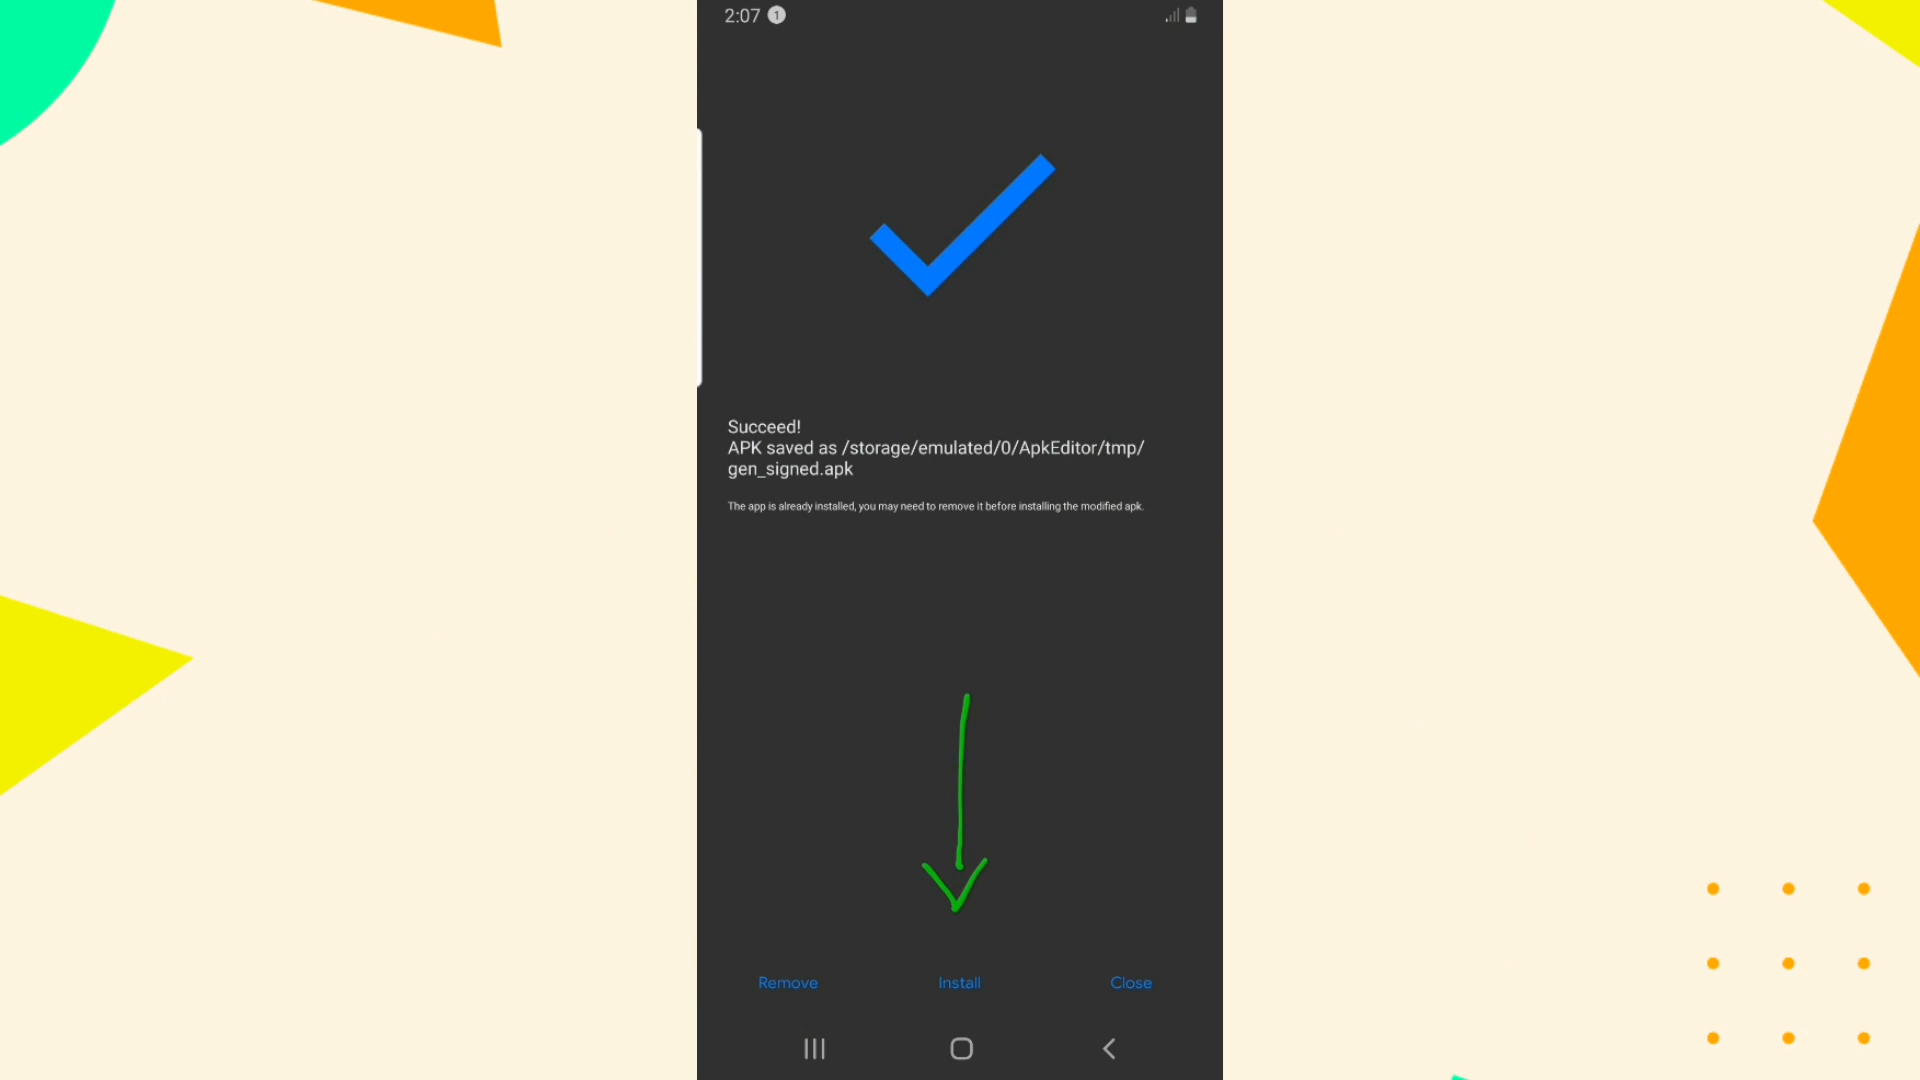 2:07 1
Succeed!
APK saved as /storage/emulated/0/ApkEditor/tmp/
gen_signed.apk
The app is already installed, you may need to remove it before installing the modified apk.
Remove Install Close